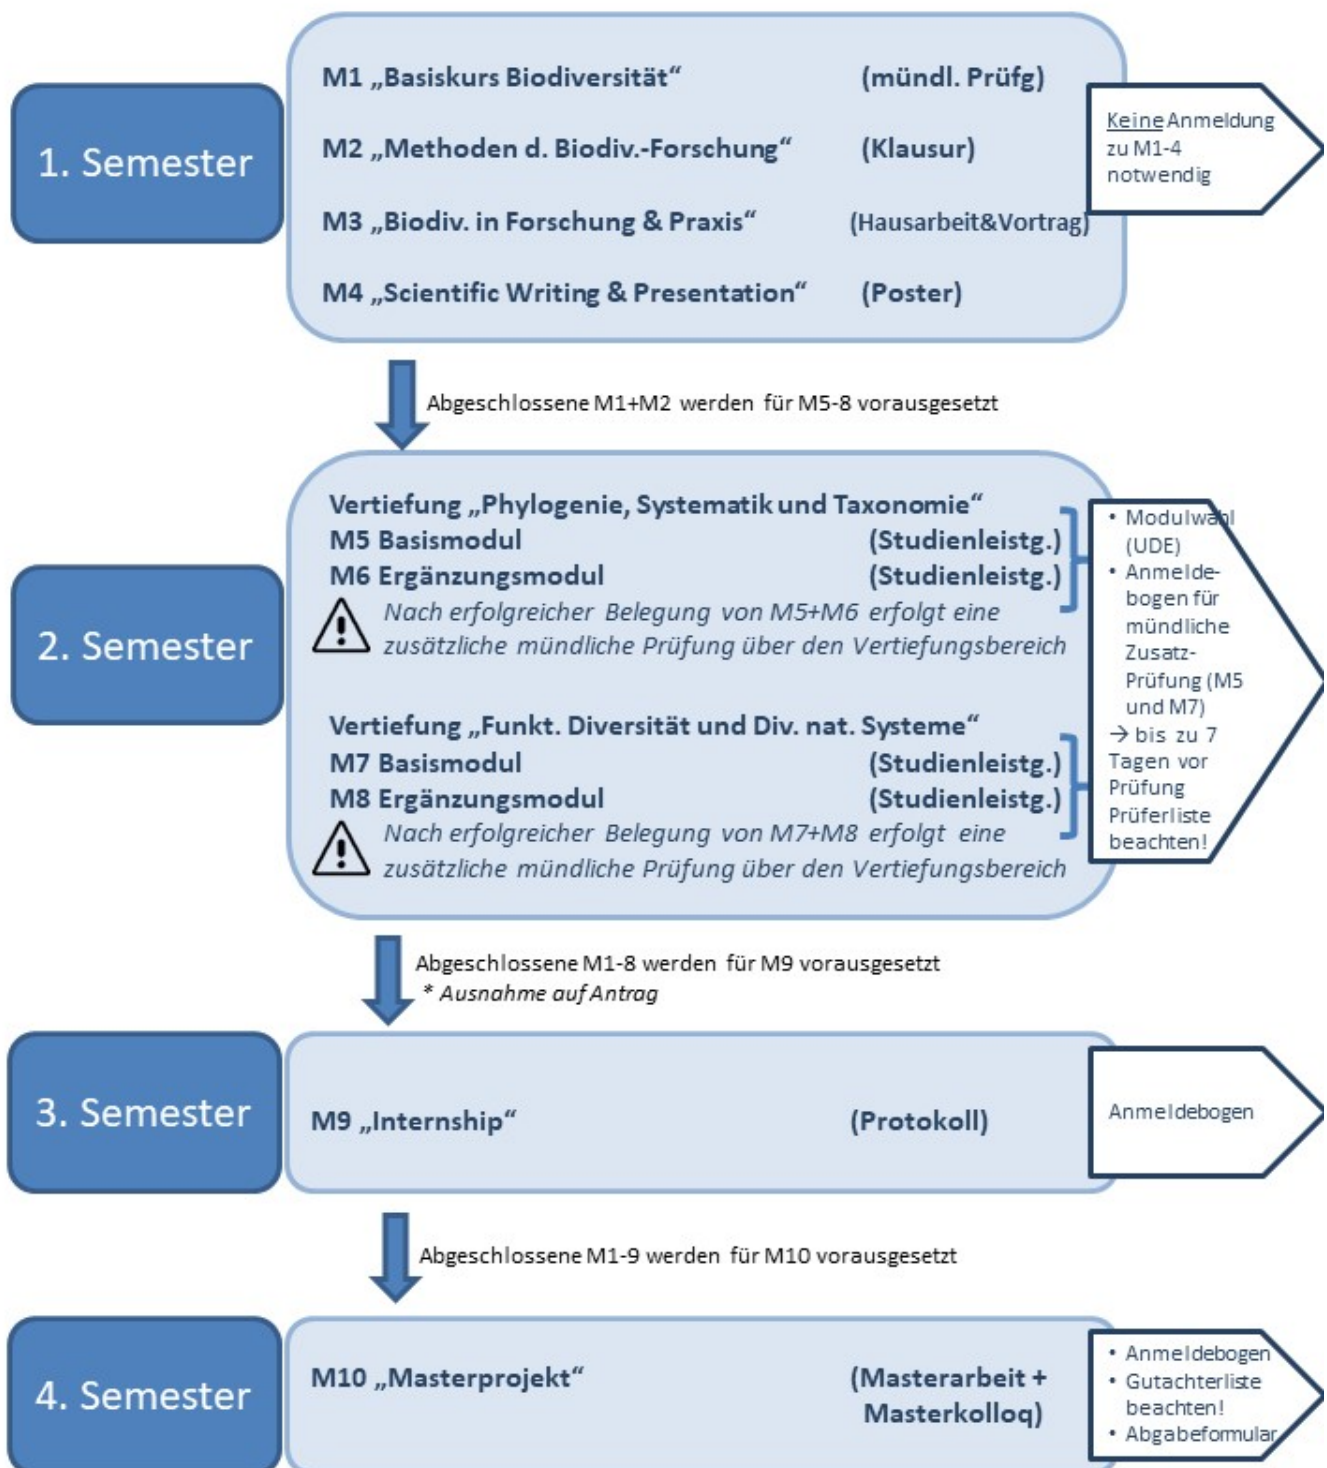 1. Semester
M1 „Basiskurs Biodiversität“ (mündl. Prüfg)
M2 „Methoden d. Biodiv.-Forschung“ (Klausur)
M3 „Biodiv. in Forschung & Praxis“ (Hausarbeit&Vortrag)
M4 „Scientific Writing & Presentation“ (Poster)
Keine Anmeldung
zu M1-4
notwendig
Abgeschlossene M1+M2 werden für M5-8 vorausgesetzt
2. Semester
Vertiefung „Phylogenie, Systematik und Taxonomie“
M5 Basismodul (Studienleistg.)
M6 Ergänzungsmodul (Studienleistg.)
Nach erfolgreicher Belegung von M5+M6 erfolgt eine
zusätzliche mündliche Prüfung über den Vertiefungsbereich
Vertiefung „Funkt. Diversität und Div. nat. Systeme“
M7 Basismodul (Studienleistg.)
M8 Ergänzungsmodul (Studienleistg.)
Nach erfolgreicher Belegung von M7+M8 erfolgt eine
zusätzliche mündliche Prüfung über den Vertiefungsbereich
• Modulwahl
(UDE)
• Anmelde-
bogen für
mündliche
Zusatz-
Prüfung (M5
und M7)
→ bis zu 7
Tagen vor
Prüfung
Prüferliste
beachten!
Abgeschlossene M1-8 werden für M9 vorausgesetzt
* Ausnahme auf Antrag
3. Semester
M9 „Internship“ (Protokoll)
Anmeldebogen
Abgeschlossene M1-9 werden für M10 vorausgesetzt
4. Semester
M10 „Masterprojekt“ (Masterarbeit +
Masterkolloq)
• Anmeldebogen
• Gutachterliste
beachten!
• Abgabeformular